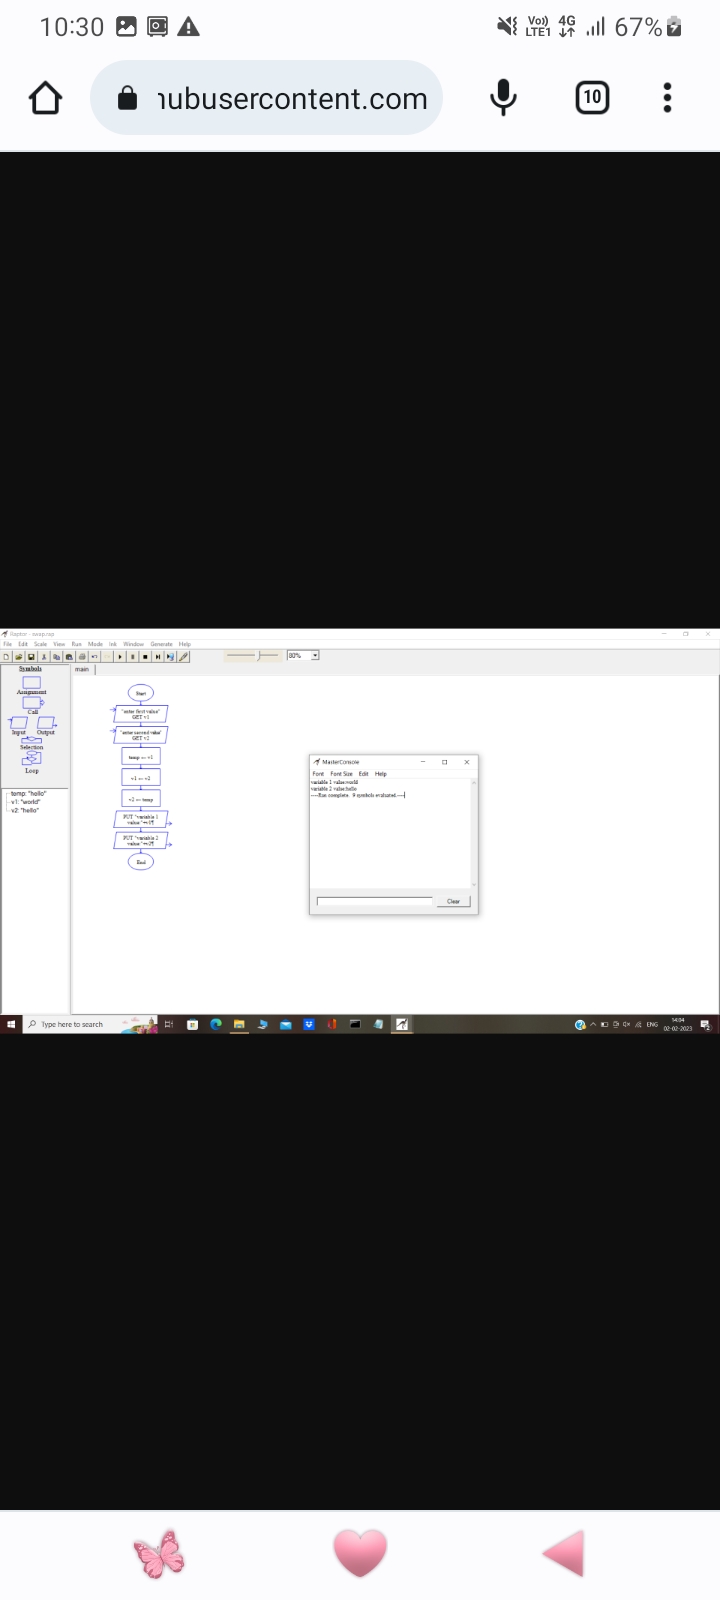 10:30
Vo))
LTE1
4G
67%
nubusercontent.com
10
Raptor - swap.rap
File Edit Scale View Run Mode Ink Window Generate Help
80%
Symbols
Assignment
Call
Input Output
Selection
Loop
main
Start
"enter first value"
GET v1
"enter second value"
GET v2
temp ← v1
v1 ← v2
v2 ← temp
PUT "variable 1
value:"+v1¶
PUT "variable 2
value:"+v2¶
End
temp: "hello"
v1: "world"
v2: "hello"
MasterConsole
Font Font Size Edit Help
variable 1 value:world
variable 2 value:hello
----Run complete. 9 symbols evaluated.----
Clear
Type here to search
ENG
14:04
02-02-2023